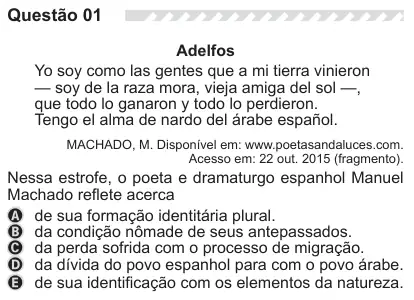 Questão 01
Adelfos
Yo soy como las gentes que a mi tierra vinieron
— soy de la raza mora, vieja amiga del sol —,
que todo lo ganaron y todo lo perdieron.
Tengo el alma de nardo del árabe español.
MACHADO, M. Disponível em: www.poetasandaluces.com.
Acesso em: 22 out. 2015 (fragmento).
Nessa estrofe, o poeta e dramaturgo espanhol Manuel
Machado reflete acerca
A de sua formação identitária plural.
B da condição nômade de seus antepassados.
C da perda sofrida com o processo de migração.
D da dívida do povo espanhol para com o povo árabe.
E de sua identificação com os elementos da natureza.